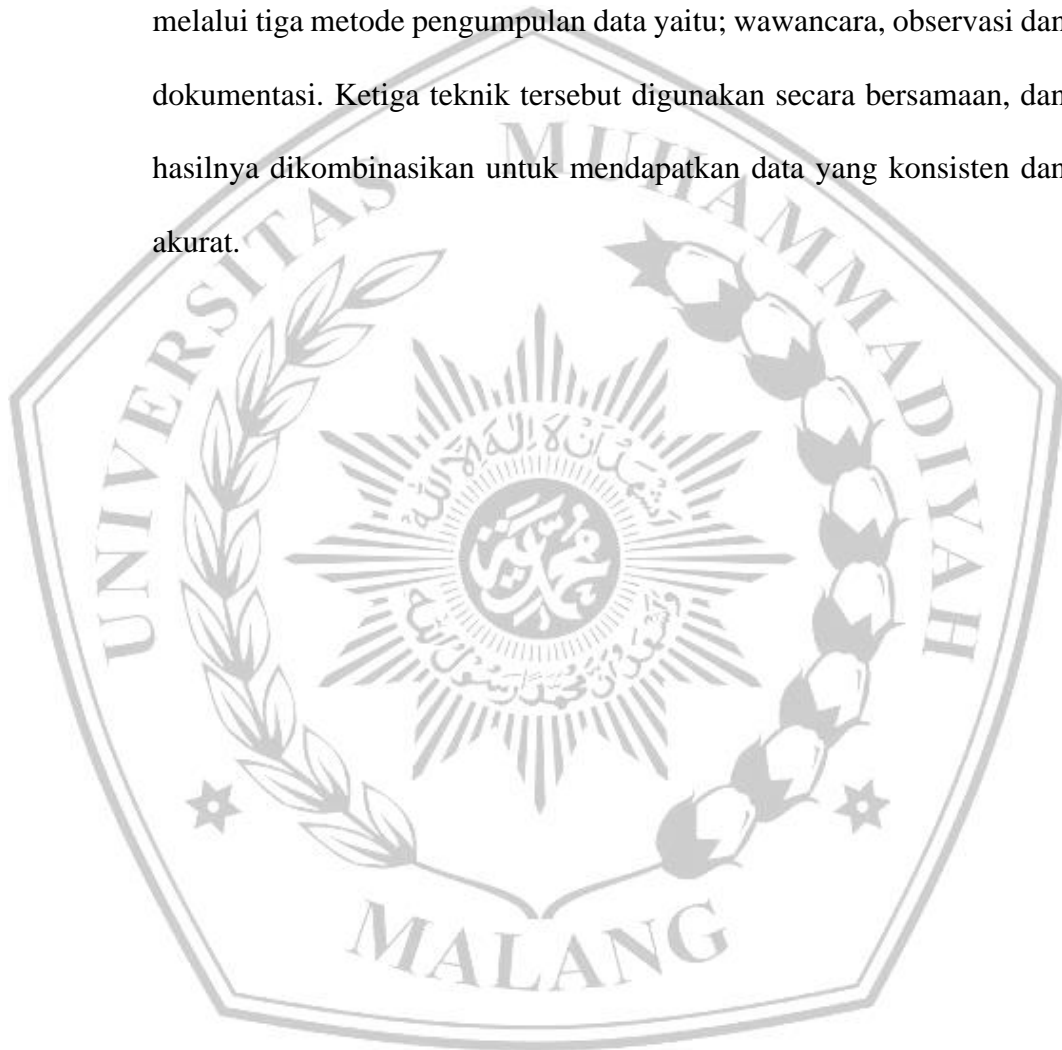 melalui tiga metode pengumpulan data yaitu; wawancara, observasi dan
dokumentasi. Ketiga teknik tersebut digunakan secara bersamaan, dan
hasilnya dikombinasikan untuk mendapatkan data yang konsisten dan
akurat.
UNIVERSITAS MUHAMMADIYAH
MALANG